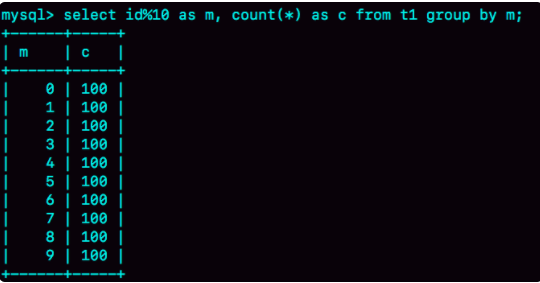 mysql> select id%10 as m, count(*) as c from t1 group by m;
+------+-----+
| m    | c   |
+------+-----+
|    0 | 100 |
|    1 | 100 |
|    2 | 100 |
|    3 | 100 |
|    4 | 100 |
|    5 | 100 |
|    6 | 100 |
|    7 | 100 |
|    8 | 100 |
|    9 | 100 |
+------+-----+